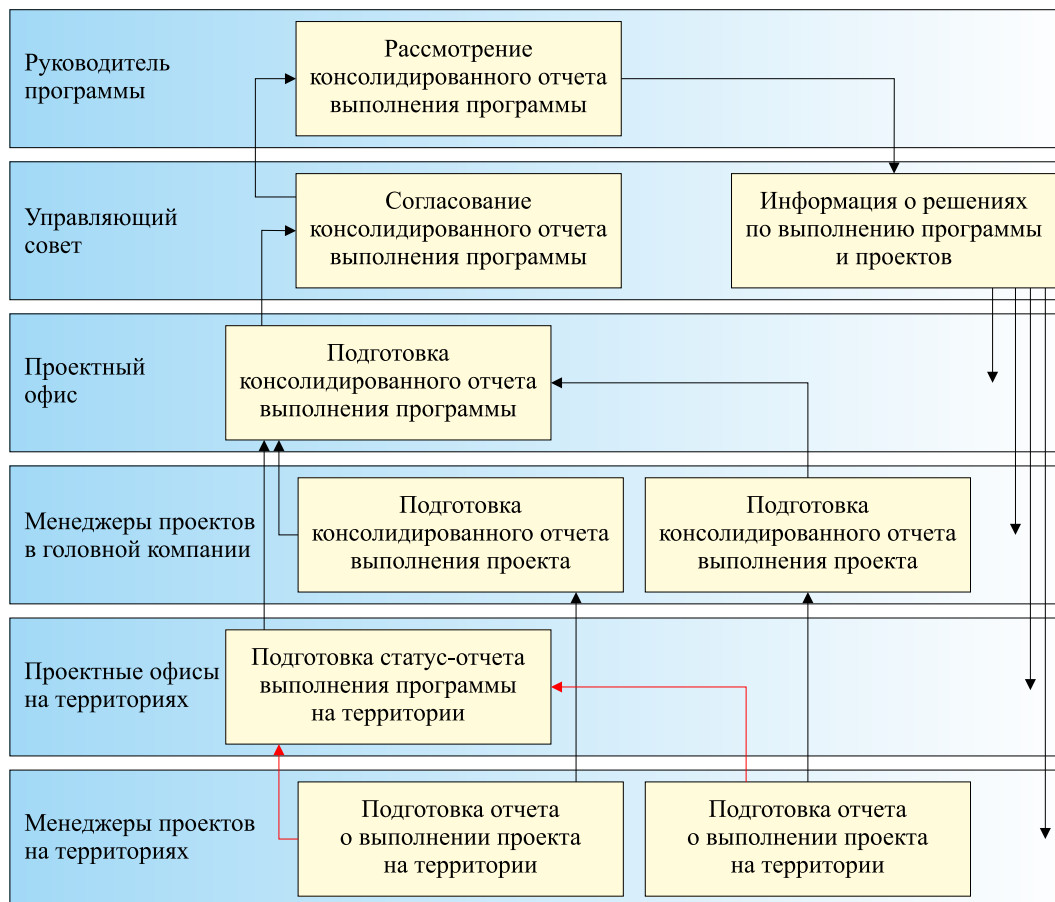 Руководитель
программы
Рассмотрение
консолидированного отчета
выполнения программы
Управляющий
совет
Согласование
консолидированного отчета
выполнения программы
Информация о решениях
по выполнению программы
и проектов
Проектный
офис
Подготовка
консолидированного отчета
выполнения программы
Менеджеры проектов
в головной компании
Подготовка
консолидированного отчета
выполнения проекта
Подготовка
консолидированного отчета
выполнения проекта
Проектные офисы
на территориях
Подготовка статус-отчета
выполнения программы
на территории
Менеджеры проектов
на территориях
Подготовка отчета
о выполнении проекта
на территории
Подготовка отчета
о выполнении проекта
на территории